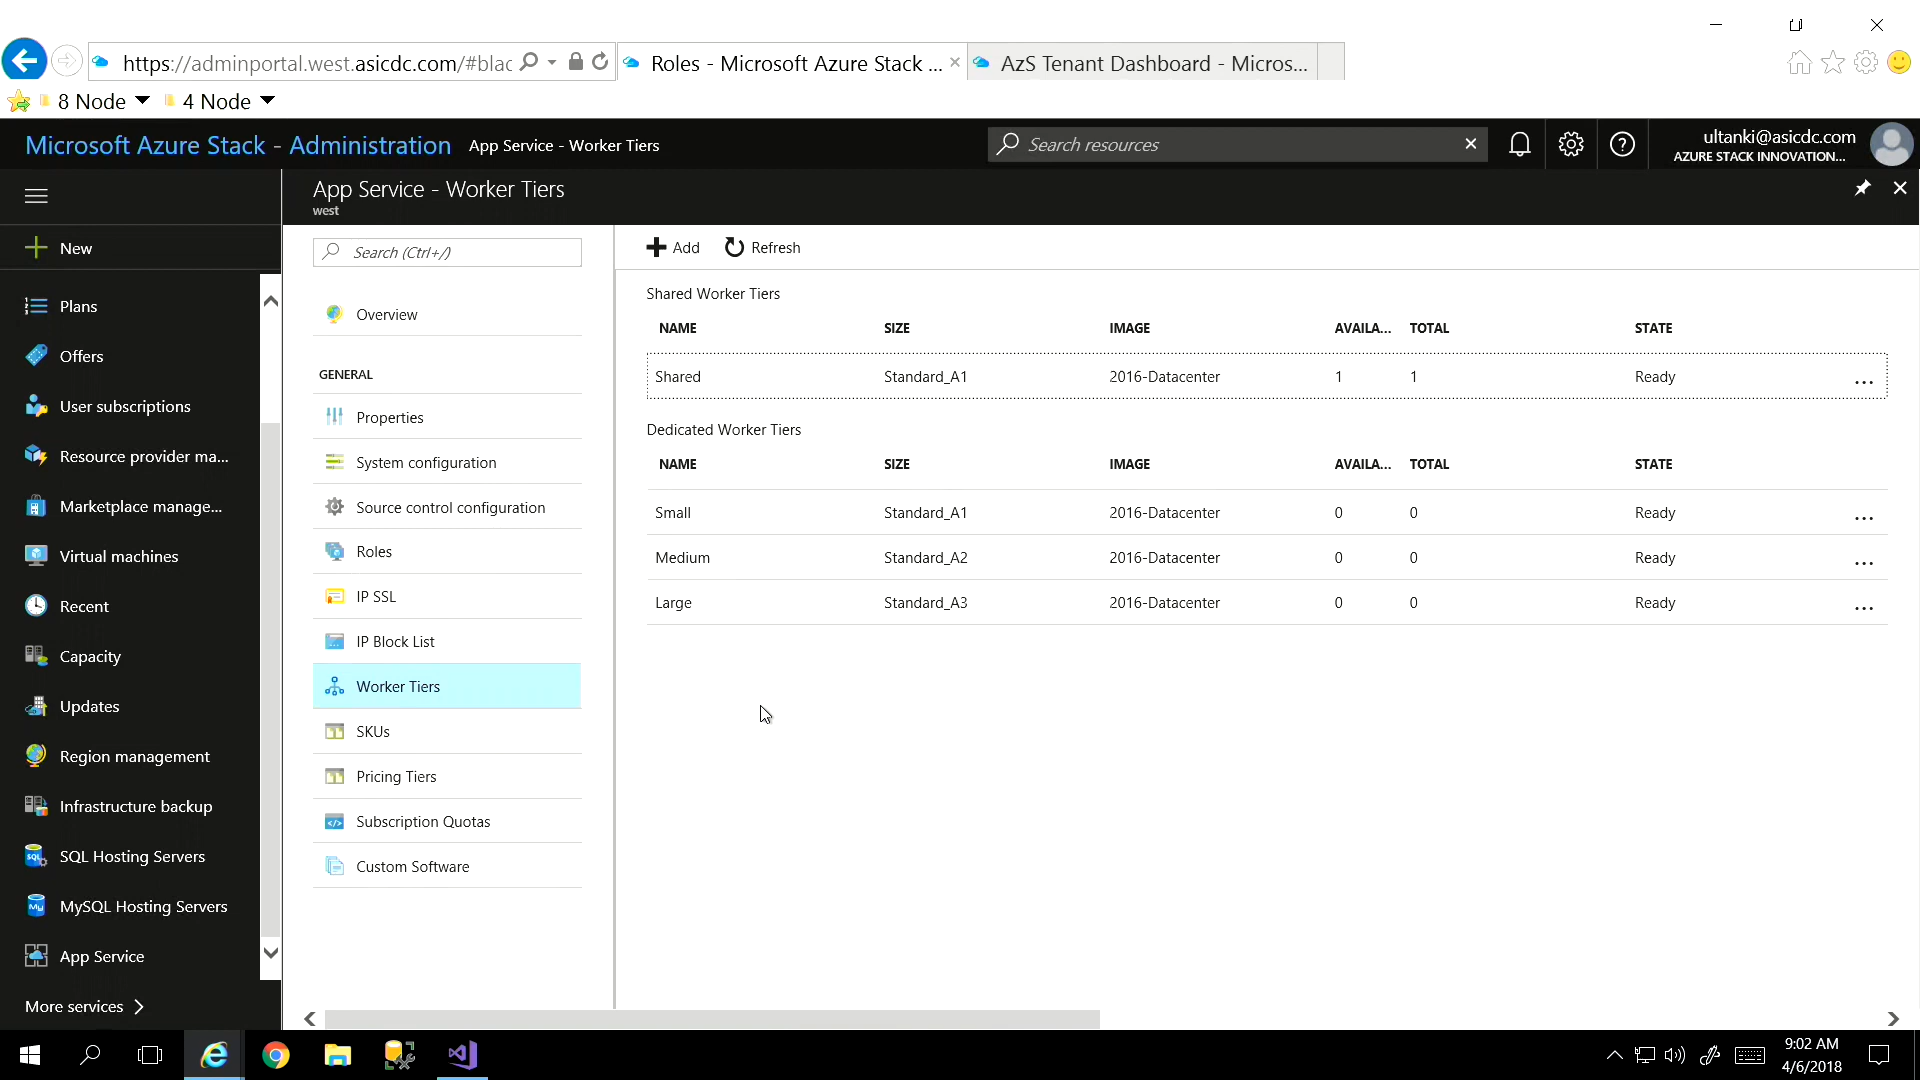 https://adminportal.west.asicdc.com/#blac
Roles - Microsoft Azure Stack ...
AzS Tenant Dashboard - Micros...
8 Node
4 Node
Microsoft Azure Stack - Administration
App Service - Worker Tiers
Search resources
ultanki@asicdc.com
AZURE STACK INNOVATION...
App Service - Worker Tiers
west
New
Plans
Offers
User subscriptions
Resource provider ma...
Marketplace manage...
Virtual machines
Recent
Capacity
Updates
Region management
Infrastructure backup
SQL Hosting Servers
MySQL Hosting Servers
App Service
More services
Search (Ctrl+/)
Overview
GENERAL
Properties
System configuration
Source control configuration
Roles
IP SSL
IP Block List
Worker Tiers
SKUs
Pricing Tiers
Subscription Quotas
Custom Software
Add Refresh
Shared Worker Tiers
NAME SIZE IMAGE AVAILA... TOTAL STATE
Shared Standard_A1 2016-Datacenter 1 1 Ready ...
Dedicated Worker Tiers
NAME SIZE IMAGE AVAILA... TOTAL STATE
Small Standard_A1 2016-Datacenter 0 0 Ready ...
Medium Standard_A2 2016-Datacenter 0 0 Ready ...
Large Standard_A3 2016-Datacenter 0 0 Ready ...
9:02 AM
4/6/2018